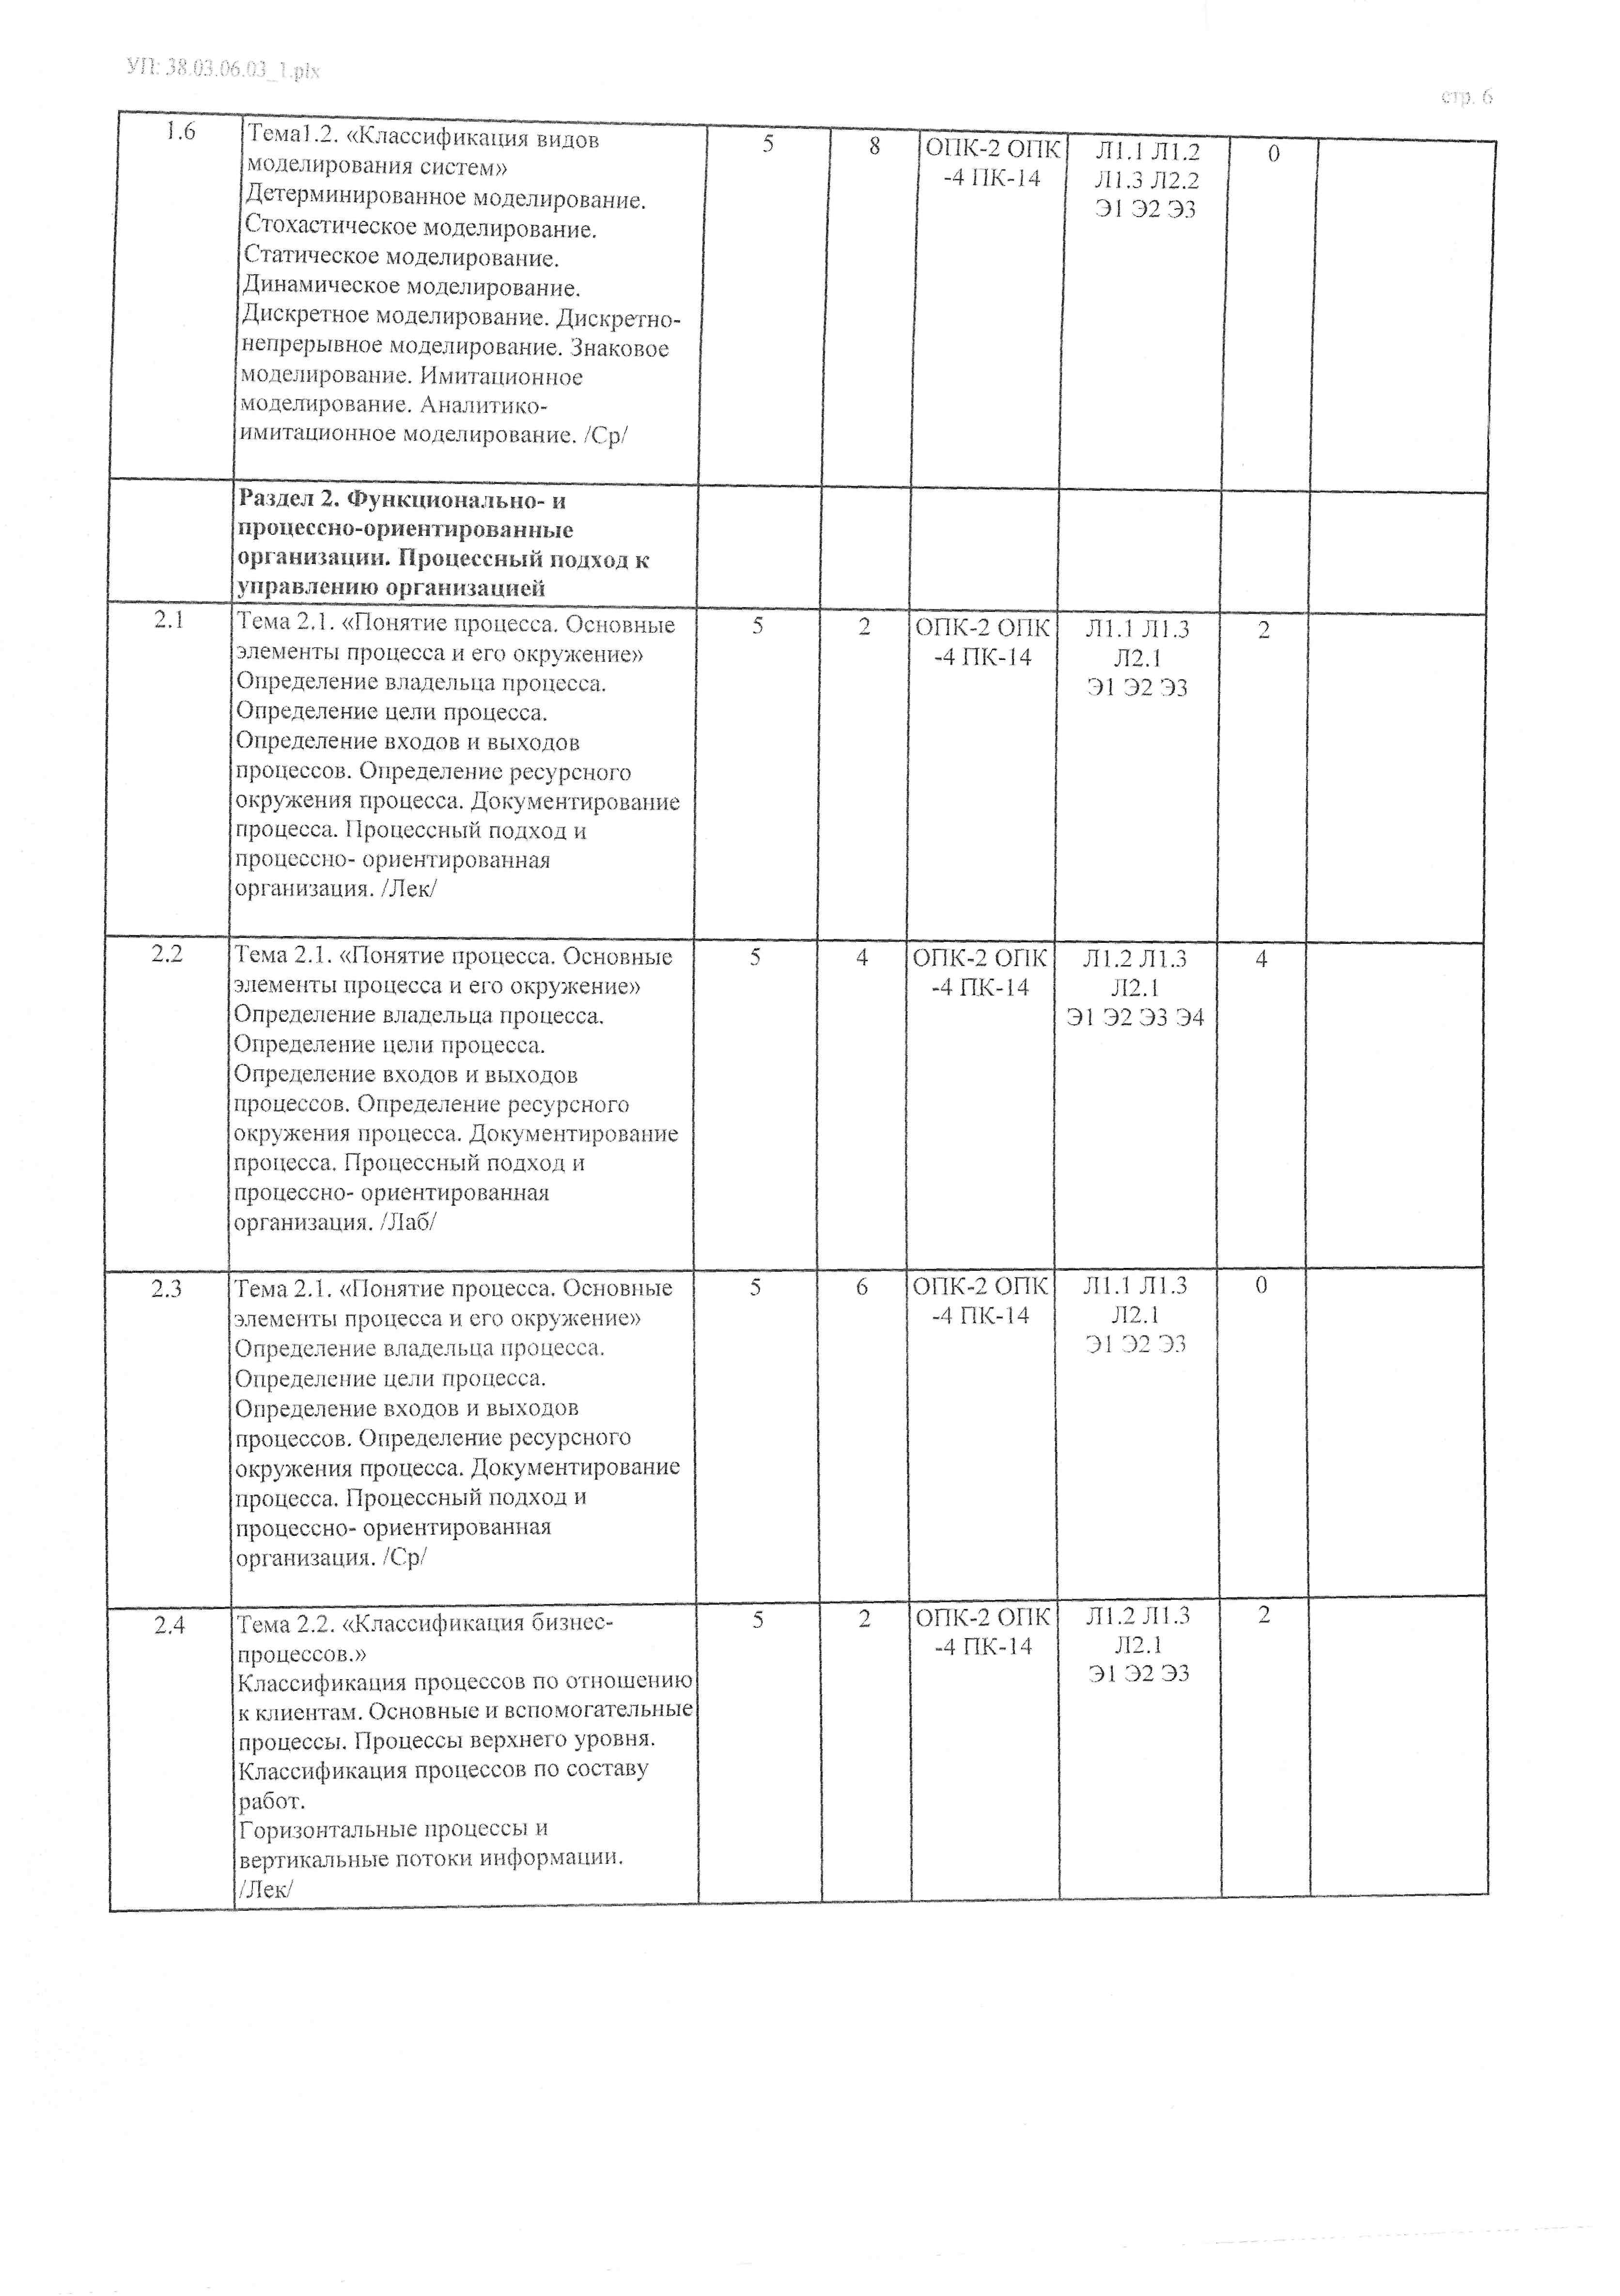 УП: 38.03.06.03_1.plx
стр. 6
1.6
Тема1.2. «Классификация видов
моделирования систем»
Детерминированное моделирование.
Стохастическое моделирование.
Статическое моделирование.
Динамическое моделирование.
Дискретное моделирование. Дискретно-
непрерывное моделирование. Знаковое
моделирование. Имитационное
моделирование. Аналитико-
имитационное моделирование. /Ср/
5
8
ОПК-2 ОПК
-4 ПК-14
Л1.1 Л1.2
Л1.3 Л2.2
Э1 Э2 Э3
0
Раздел 2. Функционально- и
процессно-ориентированные
организации. Процессный подход к
управлению организацией
2.1
Тема 2.1. «Понятие процесса. Основные
элементы процесса и его окружение»
Определение владельца процесса.
Определение цели процесса.
Определение входов и выходов
процессов. Определение ресурсного
окружения процесса. Документирование
процесса. Процессный подход и
процессно- ориентированная
организация. /Лек/
5
2
ОПК-2 ОПК
-4 ПК-14
Л1.1 Л1.3
Л2.1
Э1 Э2 Э3
2
2.2
Тема 2.1. «Понятие процесса. Основные
элементы процесса и его окружение»
Определение владельца процесса.
Определение цели процесса.
Определение входов и выходов
процессов. Определение ресурсного
окружения процесса. Документирование
процесса. Процессный подход и
процессно- ориентированная
организация. /Лаб/
5
4
ОПК-2 ОПК
-4 ПК-14
Л1.2 Л1.3
Л2.1
Э1 Э2 Э3 Э4
4
2.3
Тема 2.1. «Понятие процесса. Основные
элементы процесса и его окружение»
Определение владельца процесса.
Определение цели процесса.
Определение входов и выходов
процессов. Определение ресурсного
окружения процесса. Документирование
процесса. Процессный подход и
процессно- ориентированная
организация. /Ср/
5
6
ОПК-2 ОПК
-4 ПК-14
Л1.1 Л1.3
Л2.1
Э1 Э2 Э3
0
2.4
Тема 2.2. «Классификация бизнес-
процессов.»
Классификация процессов по отношению
к клиентам. Основные и вспомогательные
процессы. Процессы верхнего уровня.
Классификация процессов по составу
работ.
Горизонтальные процессы и
вертикальные потоки информации.
/Лек/
5
2
ОПК-2 ОПК
-4 ПК-14
Л1.2 Л1.3
Л2.1
Э1 Э2 Э3
2